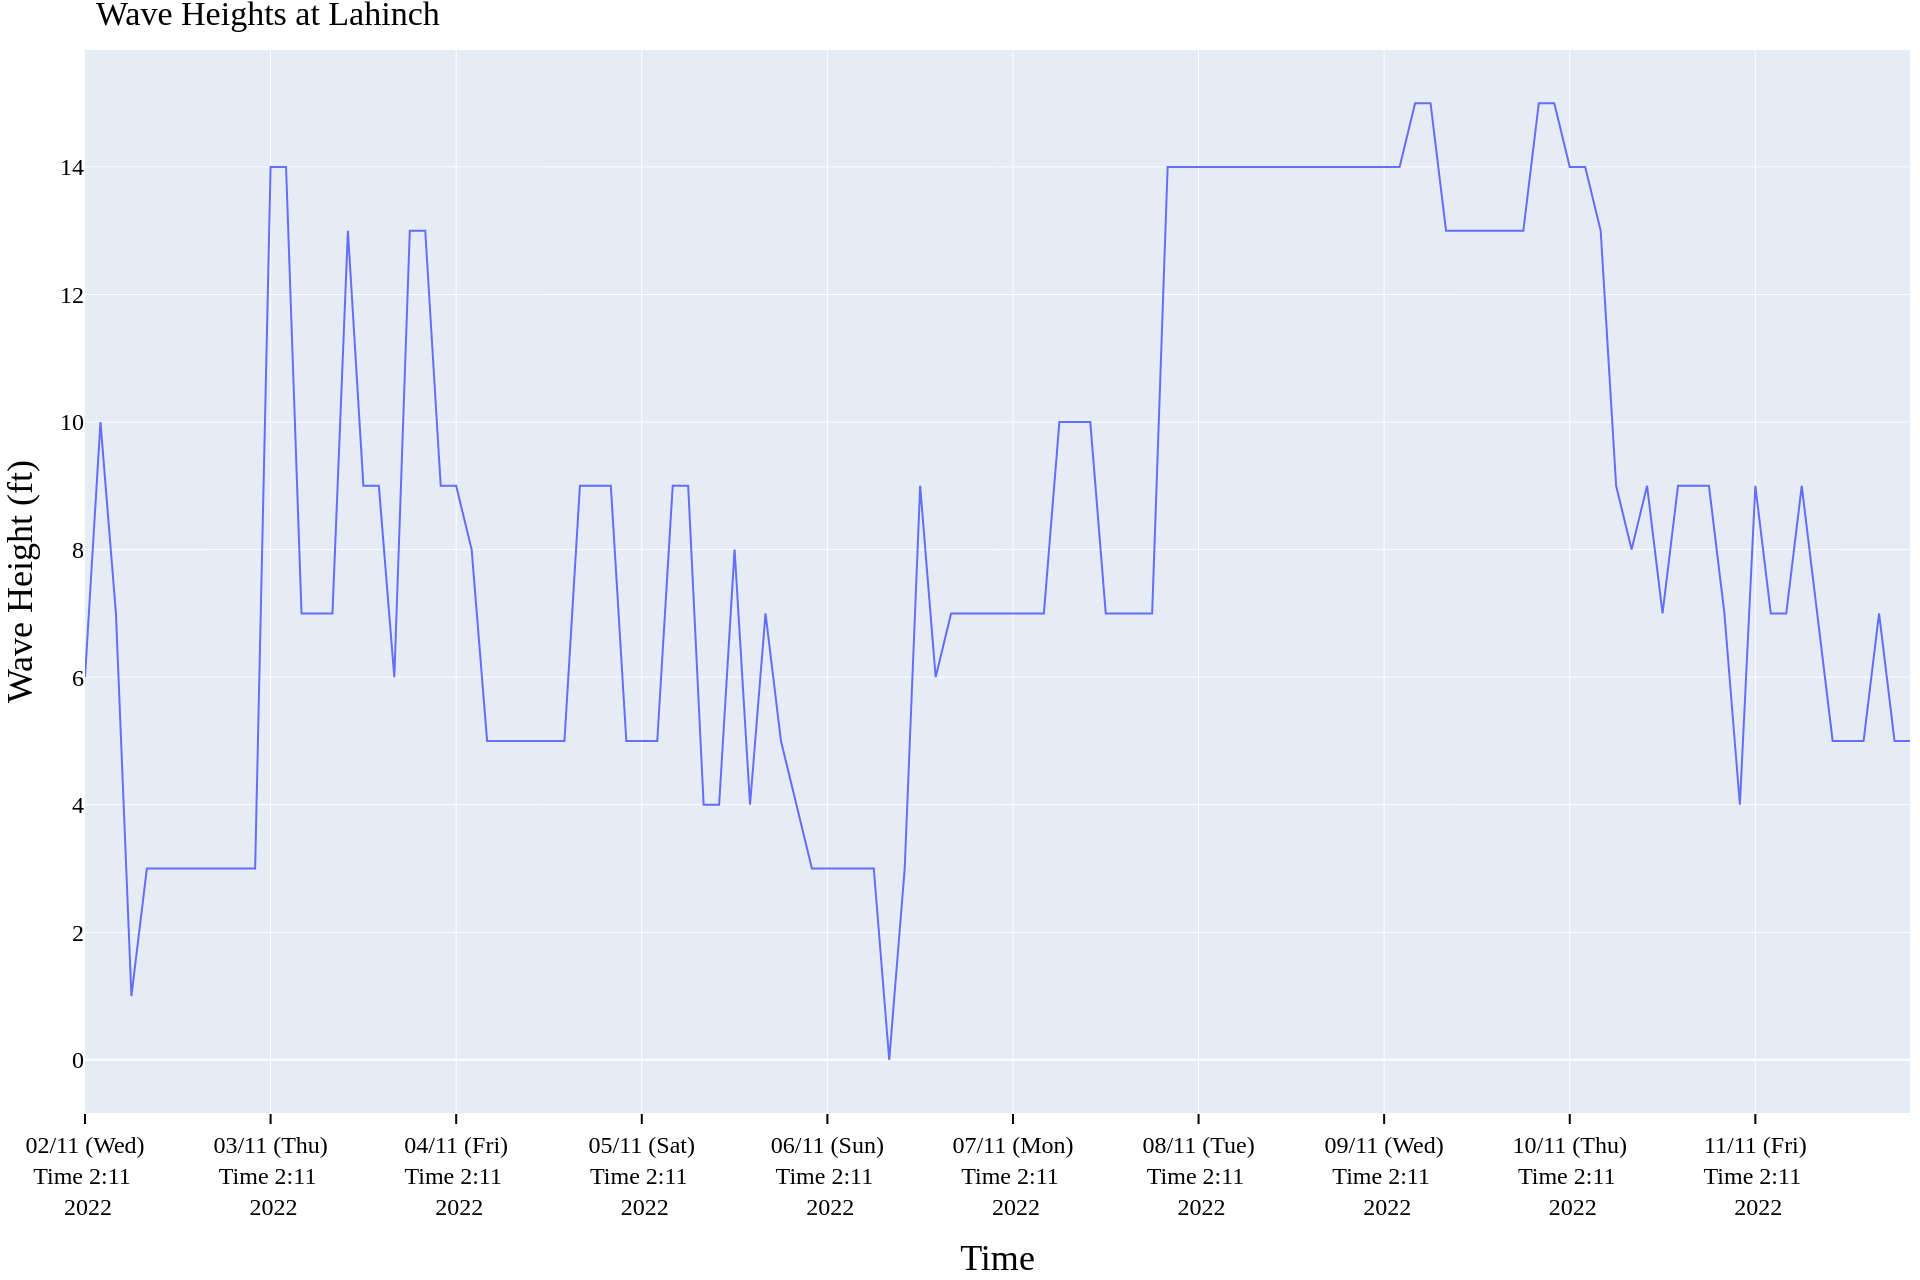 Wave Heights at Lahinch
Wave Height (ft)
14
12
10
8
6
4
2
0
02/11 (Wed) 03/11 (Thu) 04/11 (Fri) 05/11 (Sat) 06/11 (Sun) 07/11 (Mon) 08/11 (Tue) 09/11 (Wed) 10/11 (Thu) 11/11 (Fri)
Time 2:11 Time 2:11 Time 2:11 Time 2:11 Time 2:11 Time 2:11 Time 2:11 Time 2:11 Time 2:11 Time 2:11
2022 2022 2022 2022 2022 2022 2022 2022 2022 2022
Time